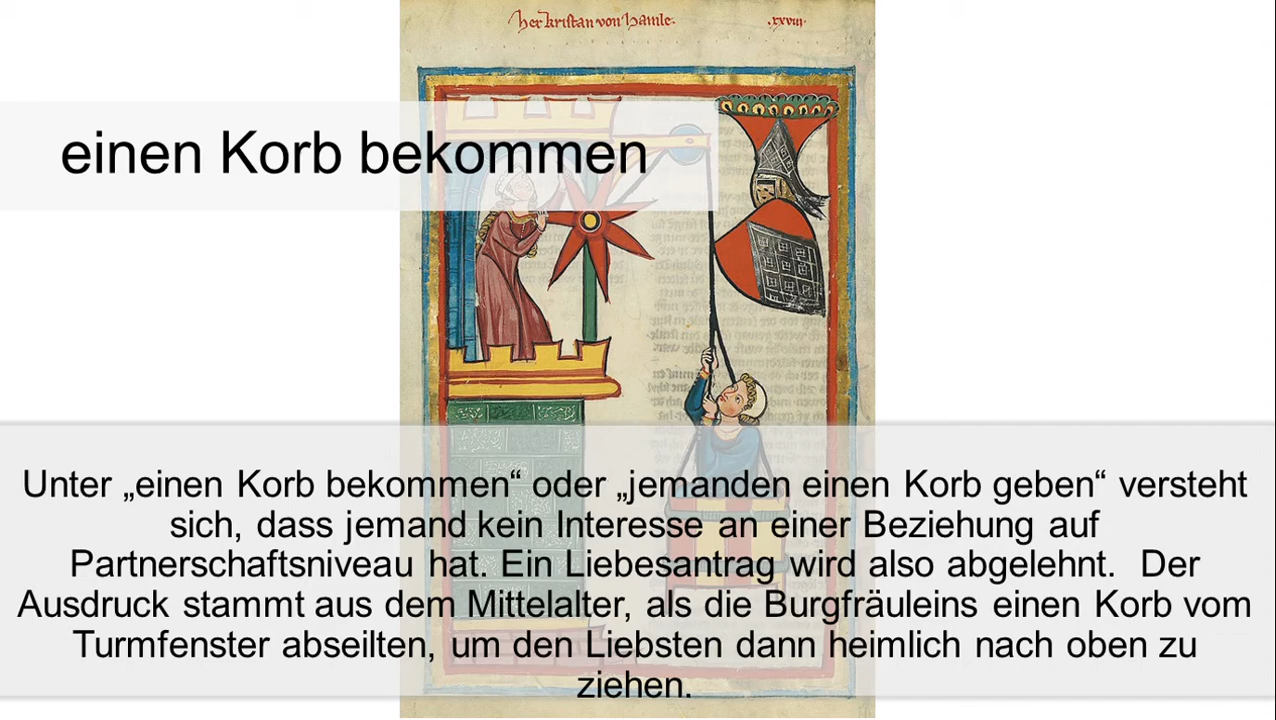 her kristan von hamle.
.xxviii.
einen Korb bekommen
Unter „einen Korb bekommen“ oder „jemanden einen Korb geben“ versteht
sich, dass jemand kein Interesse an einer Beziehung auf
Partnerschaftsniveau hat. Ein Liebesantrag wird also abgelehnt.  Der
Ausdruck stammt aus dem Mittelalter, als die Burgfräuleins einen Korb vom
Turmfenster abseilten, um den Liebsten dann heimlich nach oben zu
ziehen.